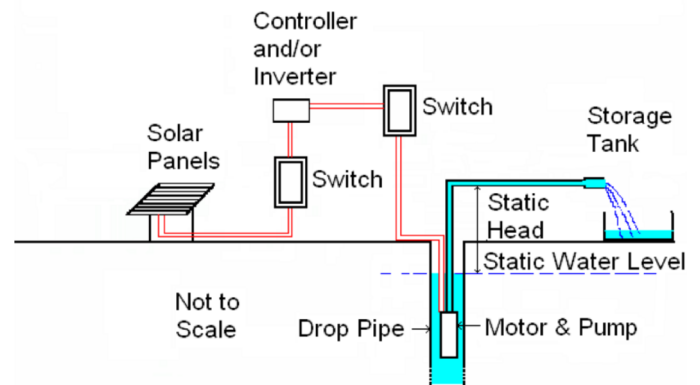 Controller
and/or
Inverter
Switch
Storage
Tank
Solar
Panels
Switch
Static
Head
Static Water Level
Not to
Scale
Drop Pipe
Motor & Pump